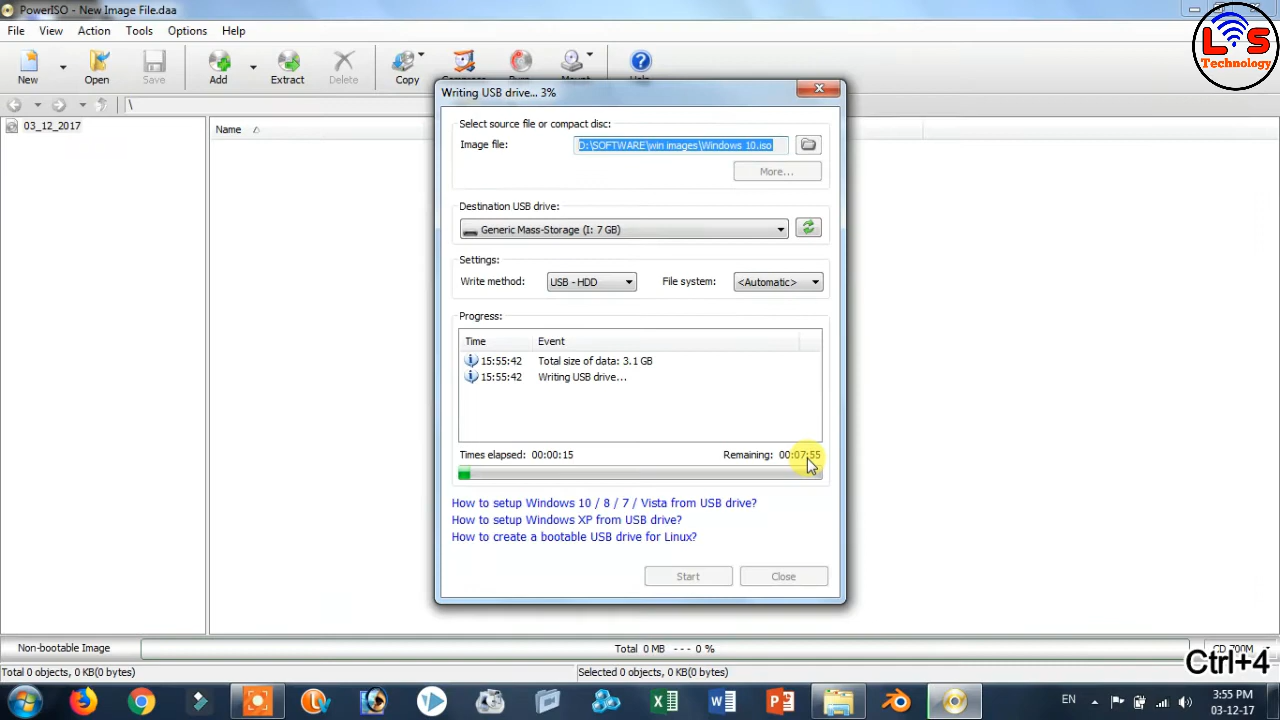 PowerISO - New Image File.daa
File View Action Tools Options Help
New Open Save Add Extract Delete Copy
Help
LS
Technology
\
03_12_2017
Name
Writing USB drive... 3%
Select source file or compact disc:
Image file: D:\SOFTWARE\win images\Windows 10.iso
More...
Destination USB drive:
Generic Mass-Storage (I: 7 GB)
Settings:
Write method: USB - HDD File system: <Automatic>
Progress:
Time Event
15:55:42 Total size of data: 3.1 GB
15:55:42 Writing USB drive...
Times elapsed: 00:00:15 Remaining: 00:07:55
How to setup Windows 10 / 8 / 7 / Vista from USB drive?
How to setup Windows XP from USB drive?
How to create a bootable USB drive for Linux?
Start Close
Non-bootable Image Total 0 MB --- 0 % CD 700M
Ctrl+4
Total 0 objects, 0 KB(0 bytes) Selected 0 objects, 0 KB(0 bytes)
EN 3:55 PM
03-12-17